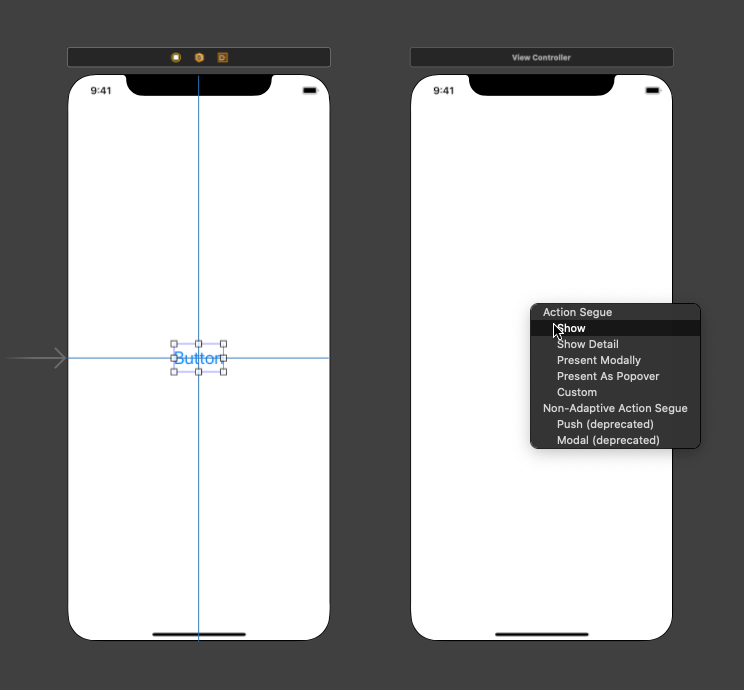 View Controller
9:41
9:41
Action Segue
Show
Show Detail
Button
Present Modally
Present As Popover
Custom
Non-Adaptive Action Segue
Push (deprecated)
Modal (deprecated)